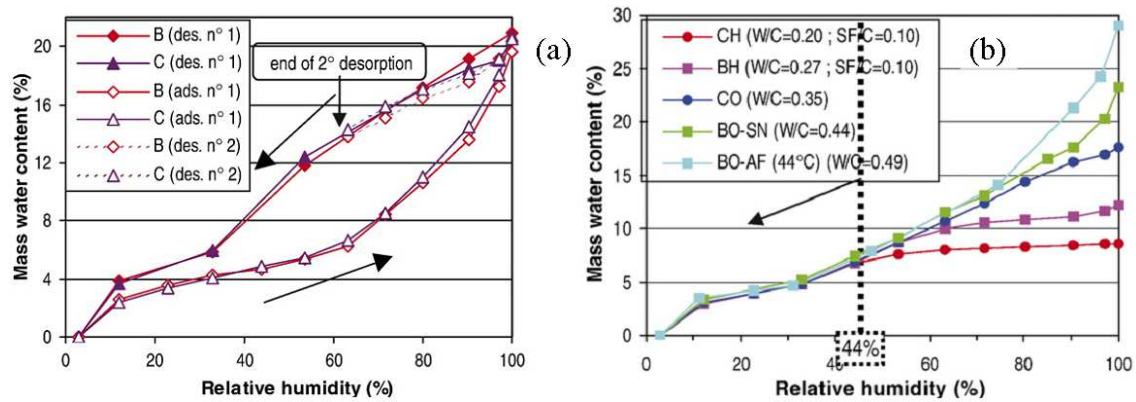 (a)
B (des. n° 1)
C (des. n° 1)
B (ads. n° 1)
C (ads. n° 1)
B (des. n° 2)
C (des. n° 2)
end of 2° desorption
Mass water content (%)
20
16
12
8
4
0
0 20 40 60 80 100
Relative humidity (%)
(b)
CH (W/C=0.20 ; SF/C=0.10)
BH (W/C=0.27 ; SF/C=0.10)
CO (W/C=0.35)
BO-SN (W/C=0.44)
BO-AF (44°C) (W/C=0.49)
Mass water content (%)
30
25
20
15
10
5
0
0 20 40 60 80 100
44%
Relative humidity (%)